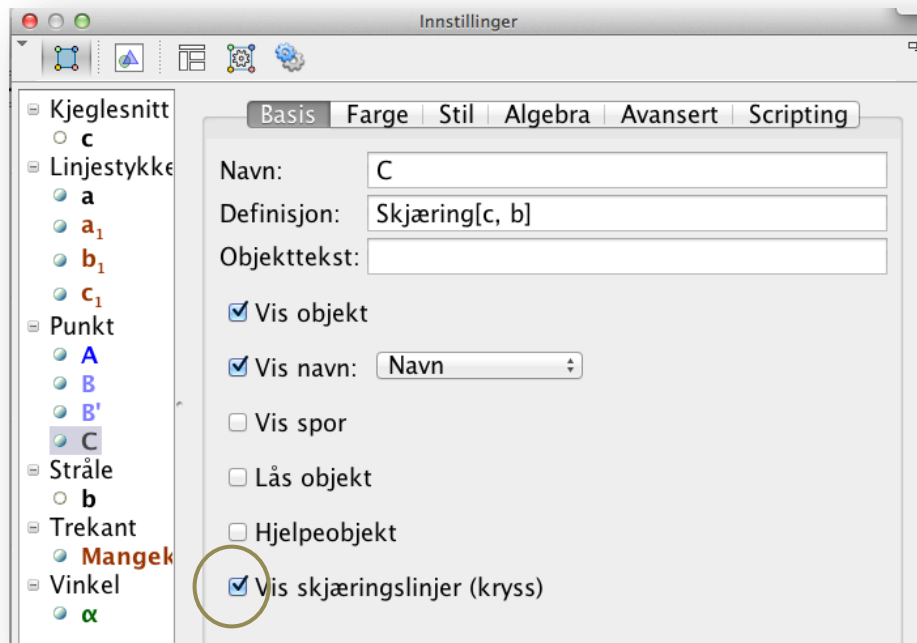 Innstillinger
Kjeglesnitt
c
Linjestykke
a
a₁
b₁
c₁
Punkt
A
B
B'
C
Stråle
b
Trekant
Mangek
Vinkel
α
Basis Farge Stil Algebra Avansert Scripting
Navn: C
Definisjon: Skjæring[c, b]
Objekttekst:
Vis objekt
Vis navn: Navn
Vis spor
Lås objekt
Hjelpeobjekt
Vis skjæringslinjer (kryss)